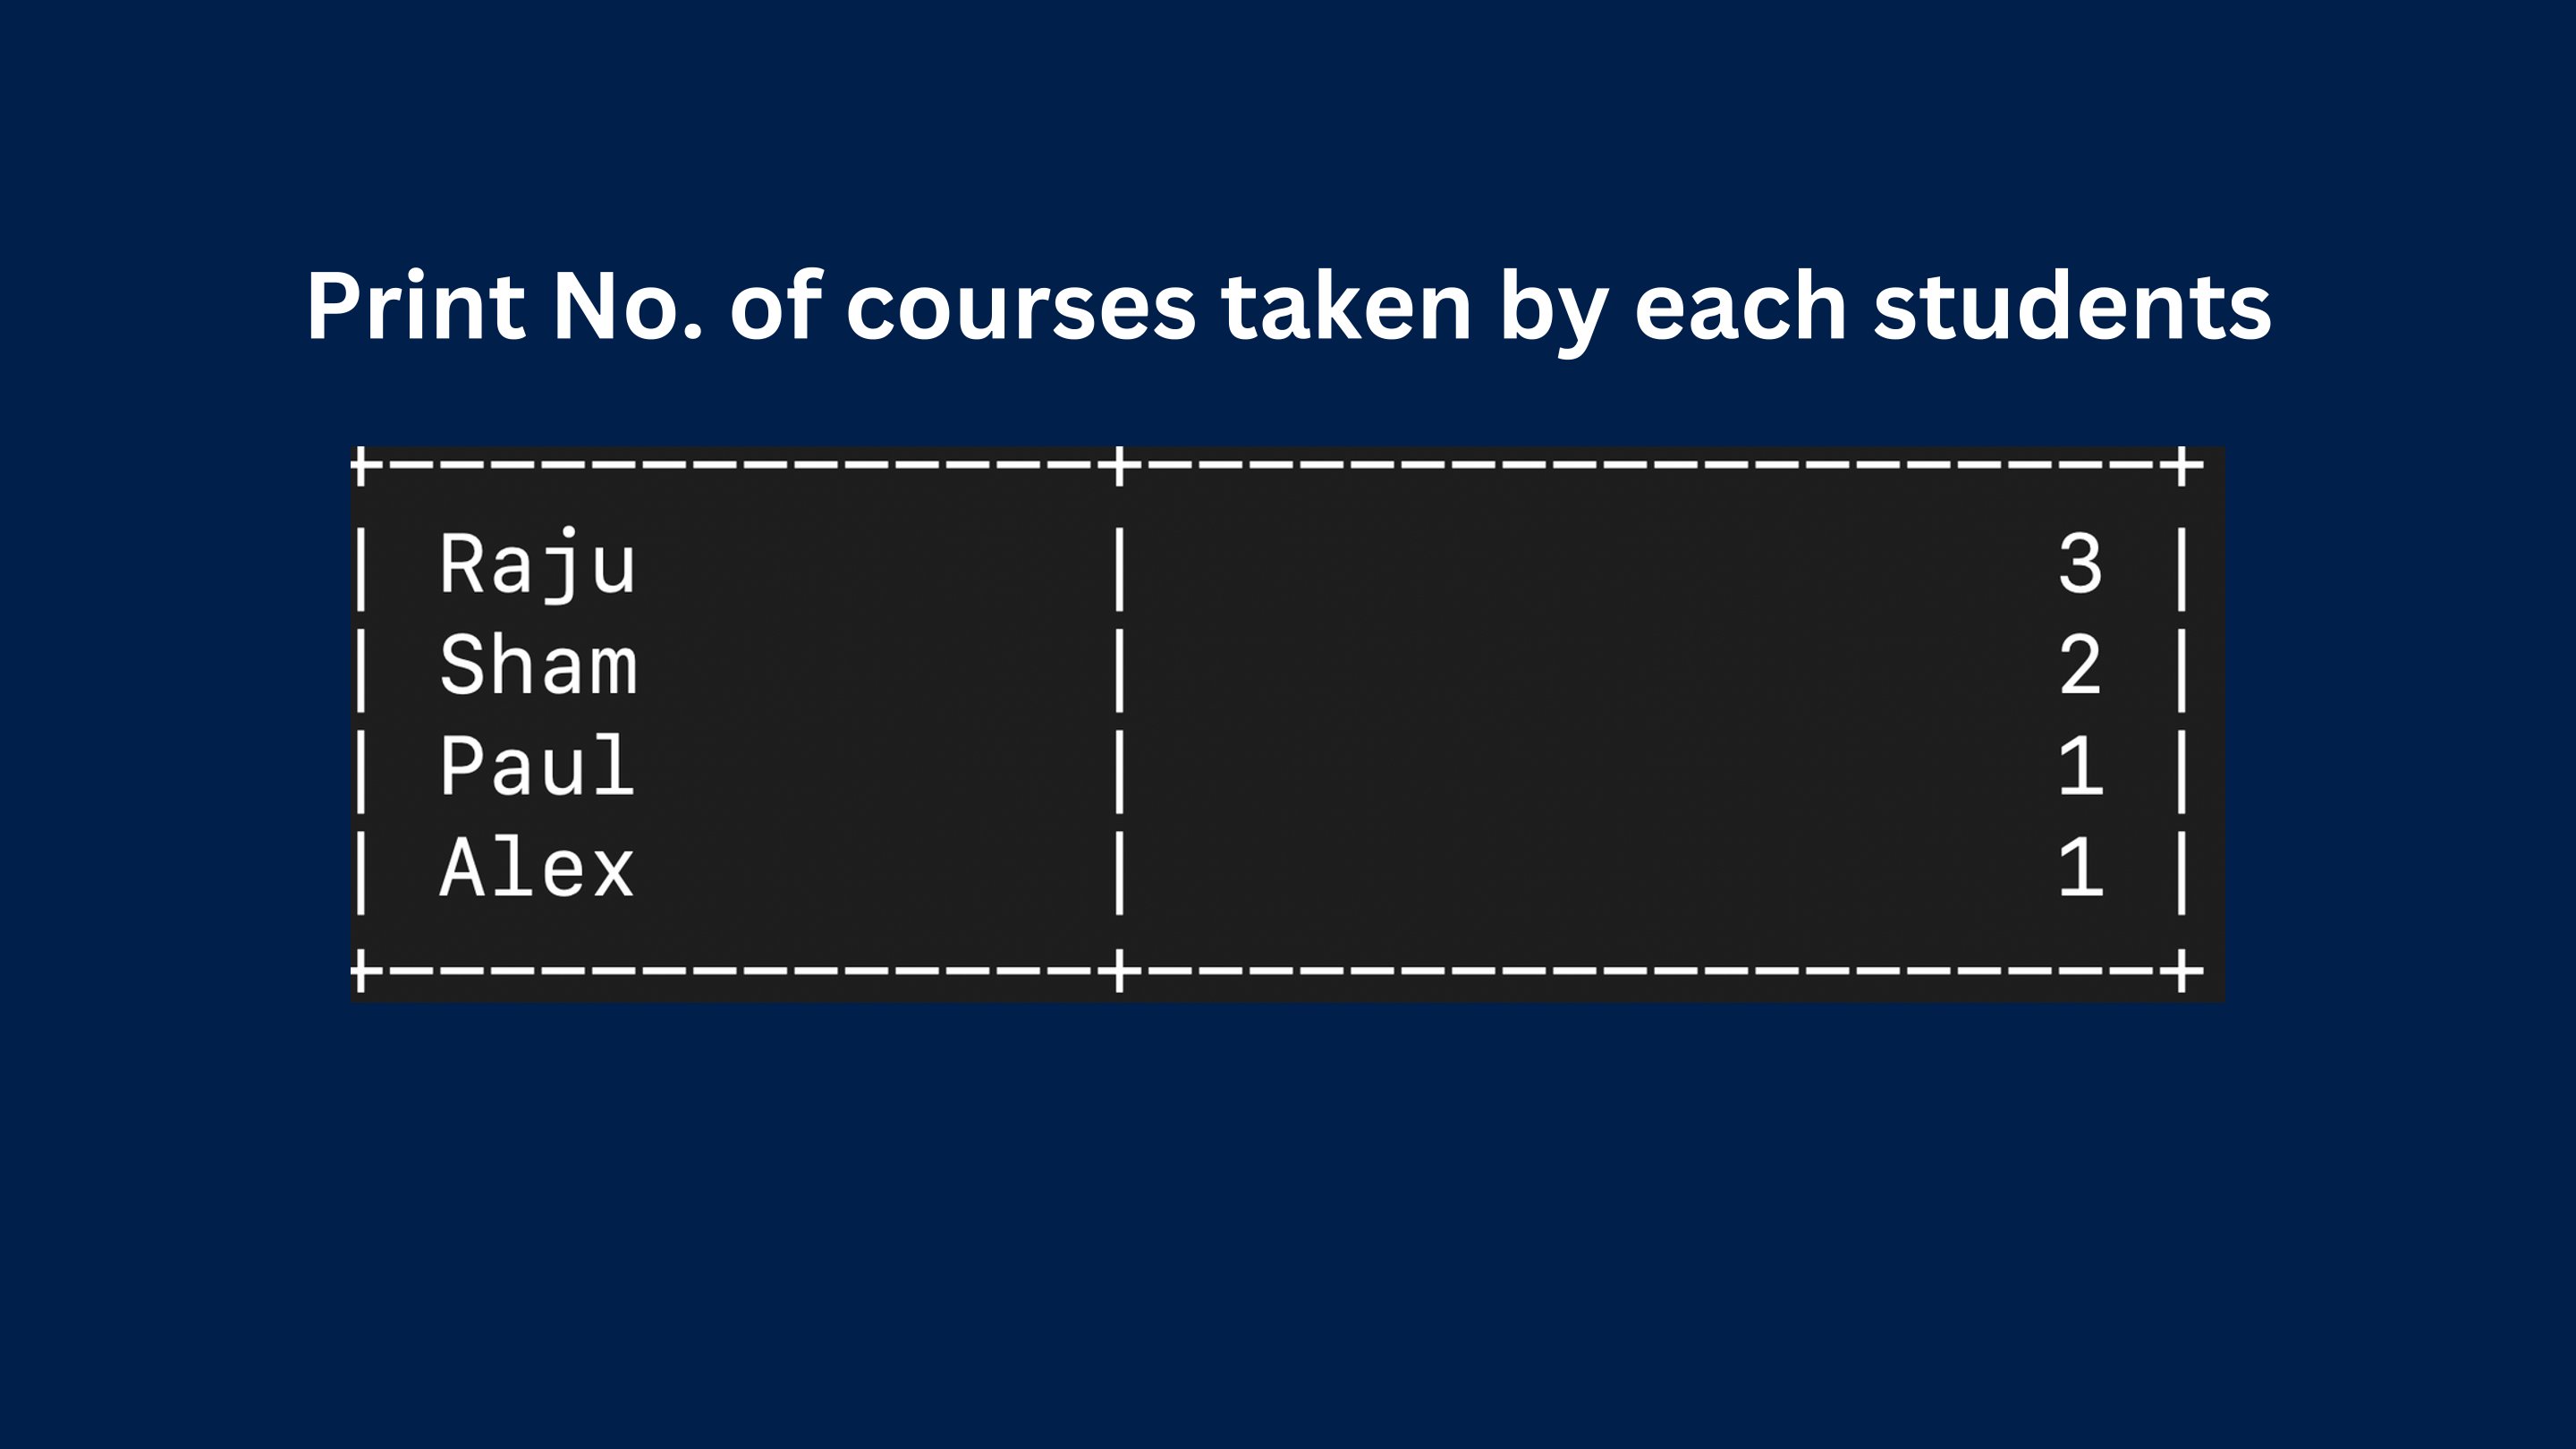 Print No. of courses taken by each students
+--------------+--------------------+
| Raju | 3 |
| Sham | 2 |
| Paul | 1 |
| Alex | 1 |
+--------------+--------------------+